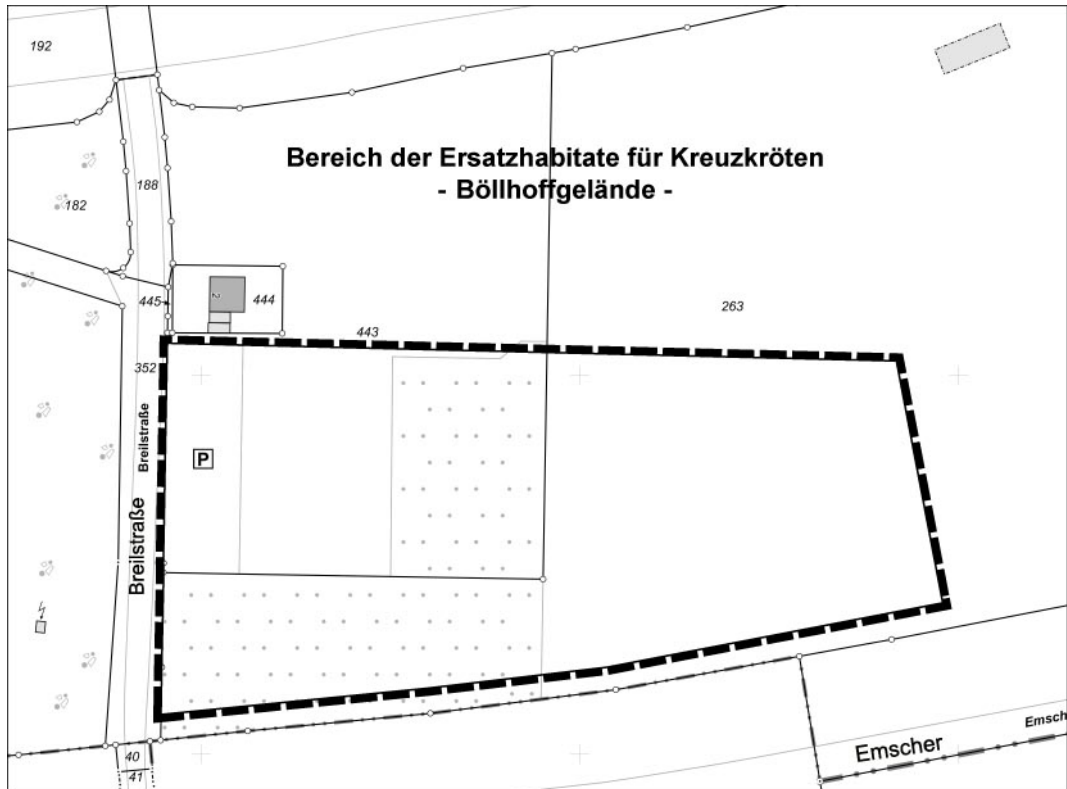 192
Bereich der Ersatzhabitate für Kreuzkröten
- Böllhoffgelände -
188
182
445
2
444
263
443
352
Breilstraße
P
Breilstraße
Emsch
Emscher
40
41